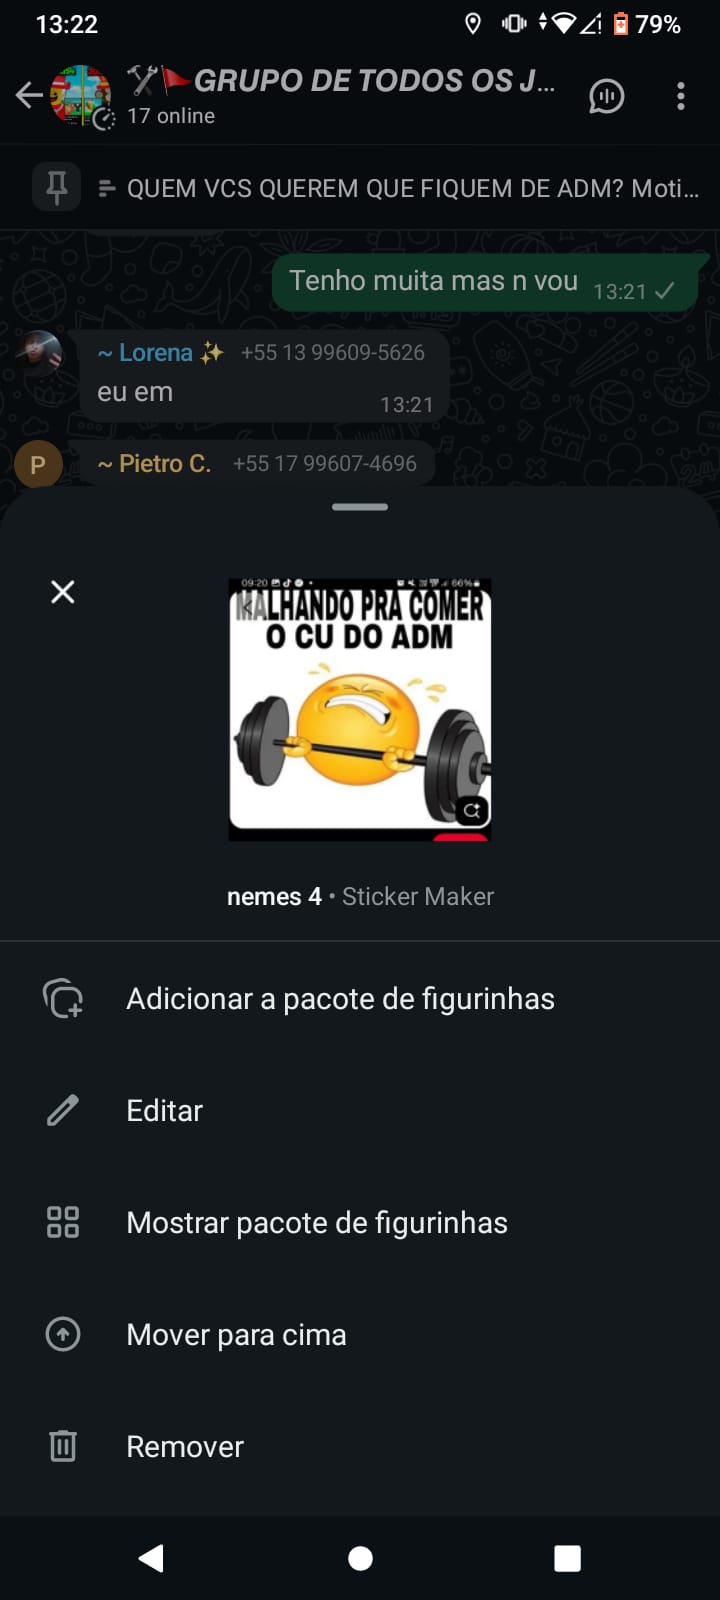 13:22
79%
GRUPO DE TODOS OS J...
17 online
QUEM VCS QUEREM QUE FIQUEM DE ADM? Moti...
Tenho muita mas n vou 13:21
~ Lorena ✨ +55 13 99609-5626
eu em
13:21
P
~ Pietro C. +55 17 99607-4696
09:20 66%
MALHANDO PRA COMER
O CU DO ADM
nemes 4 • Sticker Maker
Adicionar a pacote de figurinhas
Editar
Mostrar pacote de figurinhas
Mover para cima
Remover